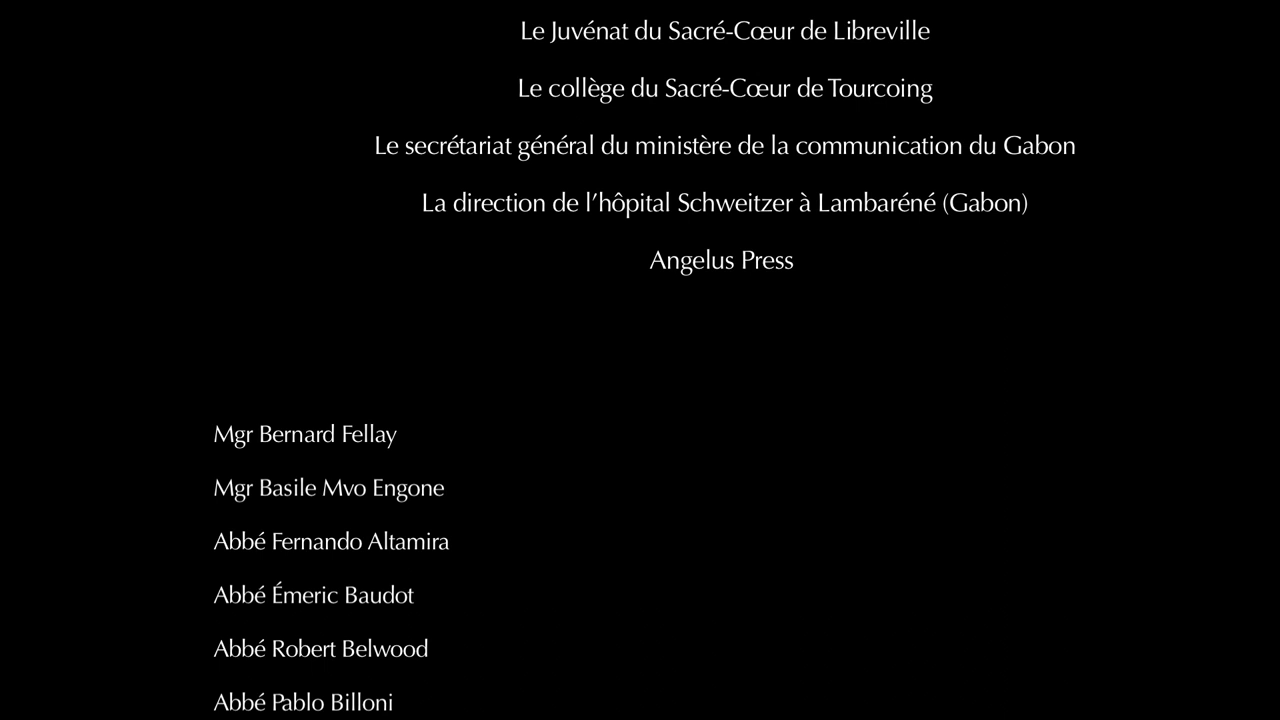 Le Juvénat du Sacré-Cœur de Libreville
Le collège du Sacré-Cœur de Tourcoing
Le secrétariat général du ministère de la communication du Gabon
La direction de l’hôpital Schweitzer à Lambaréné (Gabon)
Angelus Press
Mgr Bernard Fellay
Mgr Basile Mvo Engone
Abbé Fernando Altamira
Abbé Émeric Baudot
Abbé Robert Belwood
Abbé Pablo Billoni